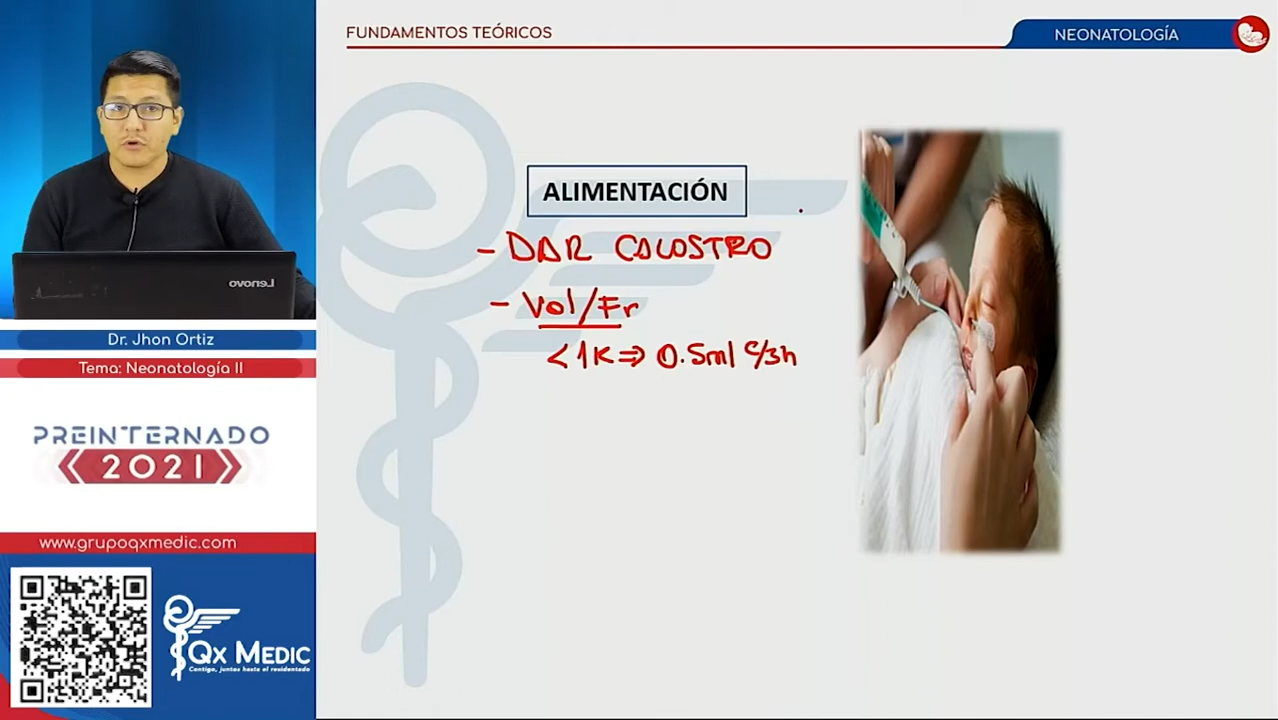 FUNDAMENTOS TEÓRICOS
NEONATOLOGÍA
ALIMENTACIÓN
- DAR CALOSTRO
- Vol/Fr
<1K⇒ 0.5ml c/3h
Lenovo
Dr. Jhon Ortiz
Tema: Neonatología II
PREINTERNADO
2021
www.grupoqxmedic.com
QX MEDIC
Contigo, juntos hasta el residentado